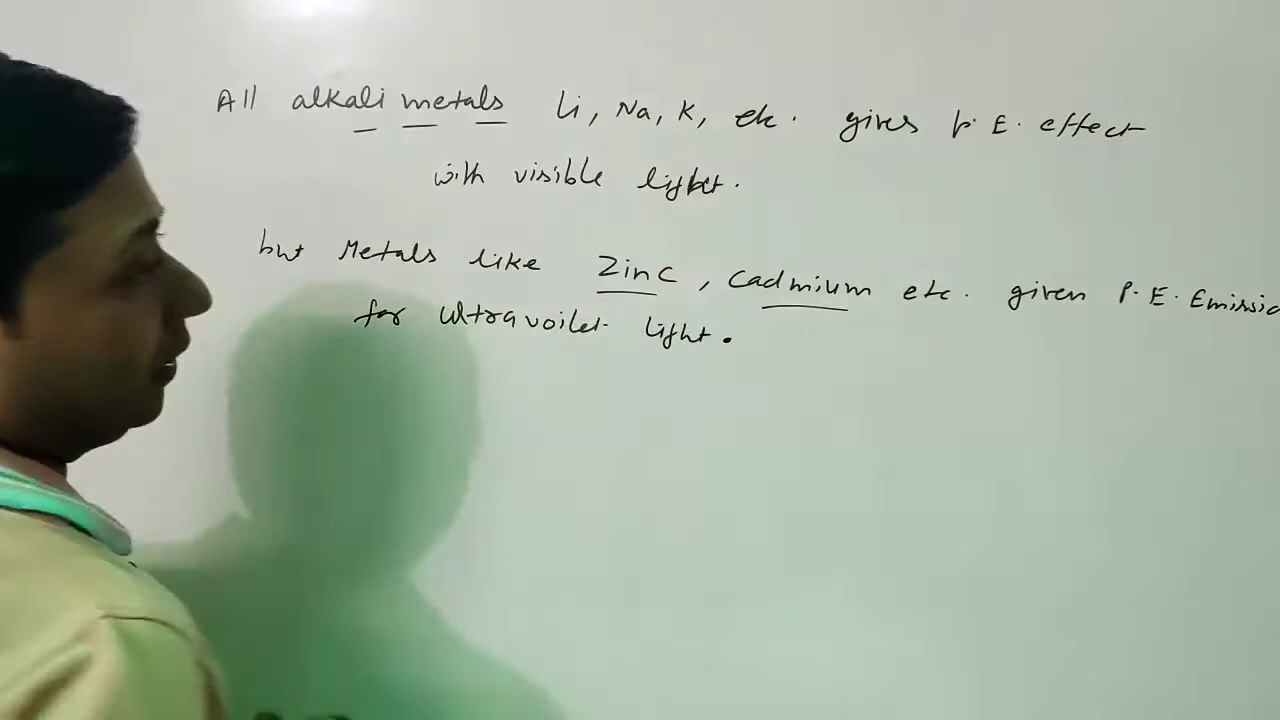 All alkali metals Li, Na, K, etc. gives P.E. effect
with visible light.
but Metals like Zinc, Cadmium etc. given P.E. Emissio
for Ultravoilet light.